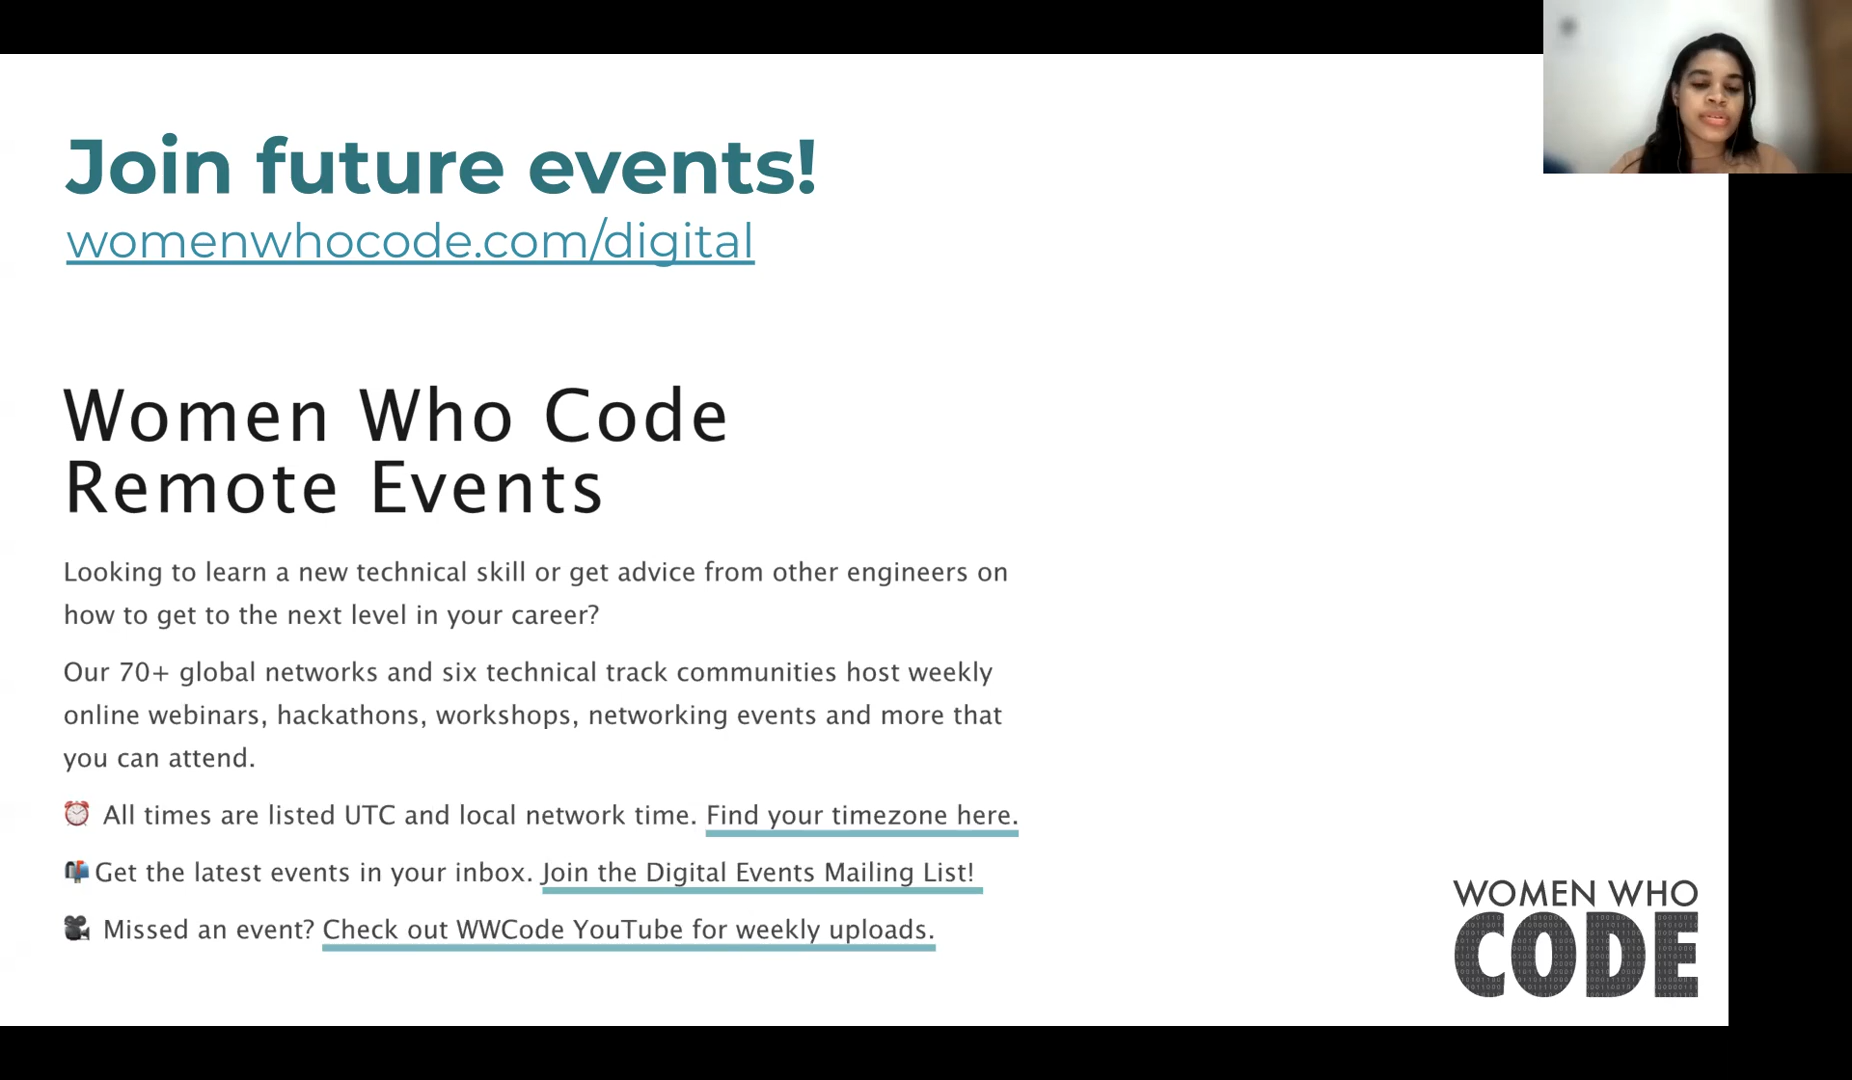 Join future events!
womenwhocode.com/digital
Women Who Code
Remote Events
Looking to learn a new technical skill or get advice from other engineers on
how to get to the next level in your career?
Our 70+ global networks and six technical track communities host weekly
online webinars, hackathons, workshops, networking events and more that
you can attend.
⏰ All times are listed UTC and local network time. Find your timezone here.
📬 Get the latest events in your inbox. Join the Digital Events Mailing List!
🎥 Missed an event? Check out WWCode YouTube for weekly uploads.
WOMEN WHO
CODE